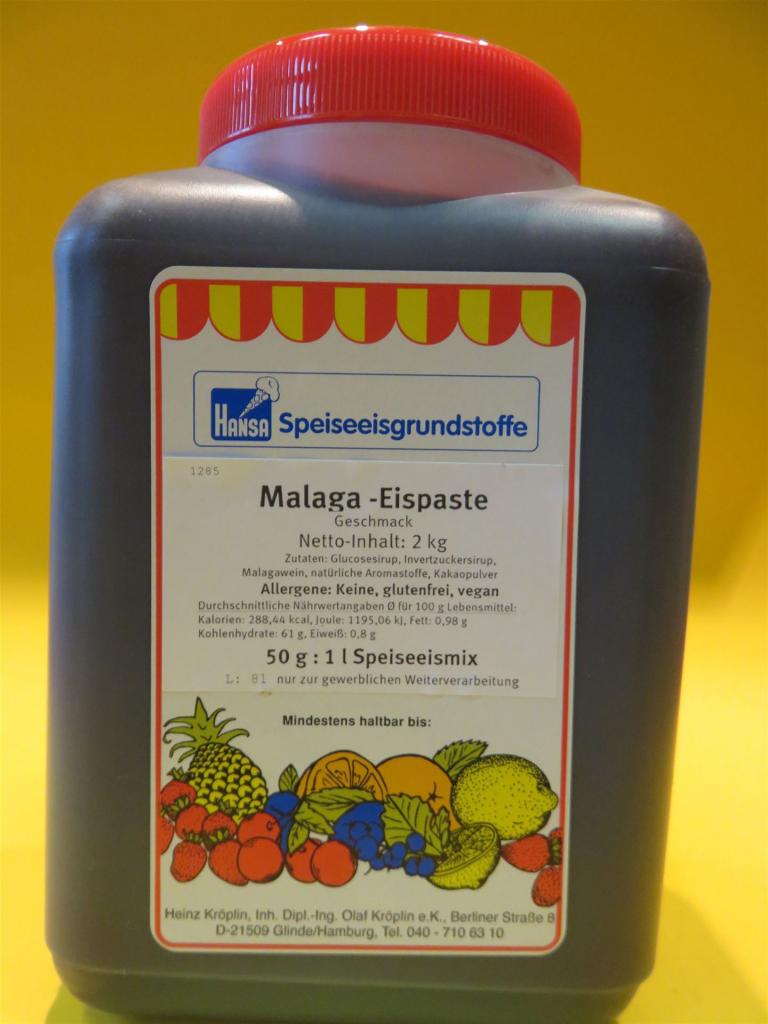 HANSA Speiseeisgrundstoffe
1285
Malaga -Eispaste
Geschmack
Netto-Inhalt: 2 kg
Zutaten: Glucosesirup, Invertzuckersirup,
Malagawein, natürliche Aromastoffe, Kakaopulver
Allergene: Keine, glutenfrei, vegan
Durchschnittliche Nährwertangaben Ø für 100 g Lebensmittel:
Kalorien: 288,44 kcal, Joule: 1195,06 kJ, Fett: 0,98 g
Kohlenhydrate: 61 g, Eiweiß: 0,8 g
50 g : 1 l Speiseeismix
L: 81 nur zur gewerblichen Weiterverarbeitung
Mindestens haltbar bis:
Heinz Kröplin, Inh. Dipl.-Ing. Olaf Kröplin e.K., Berliner Straße 8
D-21509 Glinde/Hamburg, Tel. 040 - 710 63 10